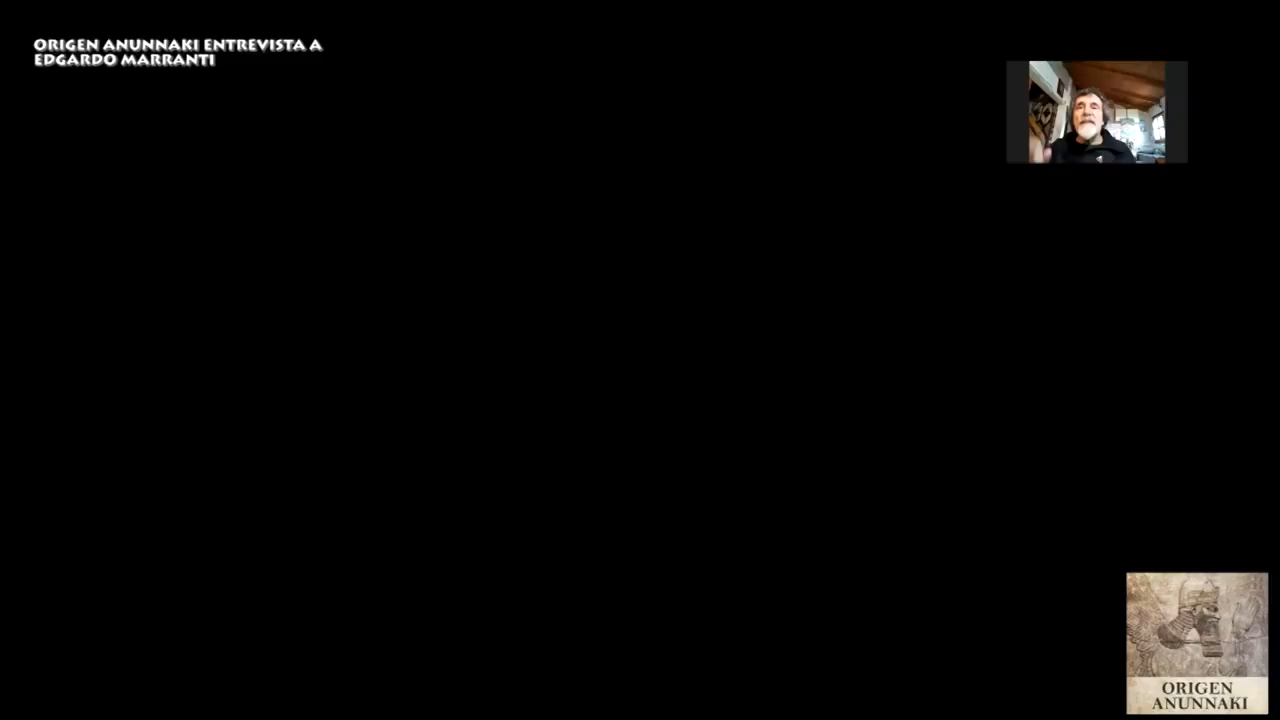 ORIGEN ANUNNAKI ENTREVISTA A
EDGARDO MARRANTI
ORIGEN
ANUNNAKI